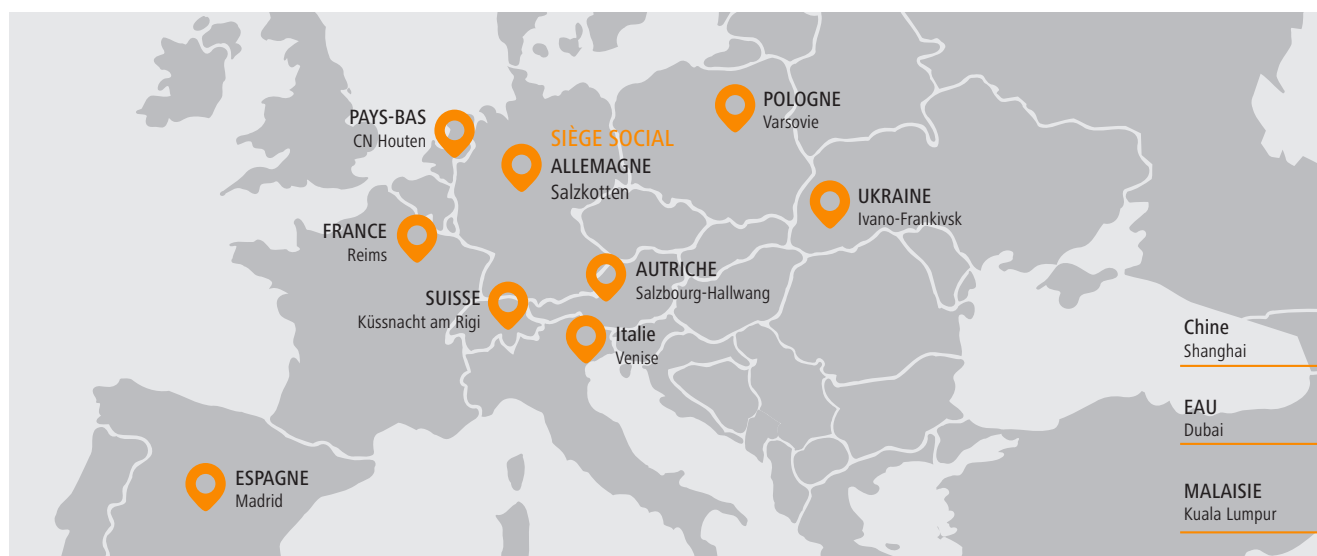 PAYS-BAS
CN Houten
SIÈGE SOCIAL
ALLEMAGNE
Salzkotten
POLOGNE
Varsovie
UKRAINE
Ivano-Frankivsk
FRANCE
Reims
AUTRICHE
Salzbourg-Hallwang
SUISSE
Küssnacht am Rigi
Italie
Venise
ESPAGNE
Madrid
Chine
Shanghai
EAU
Dubai
MALAISIE
Kuala Lumpur